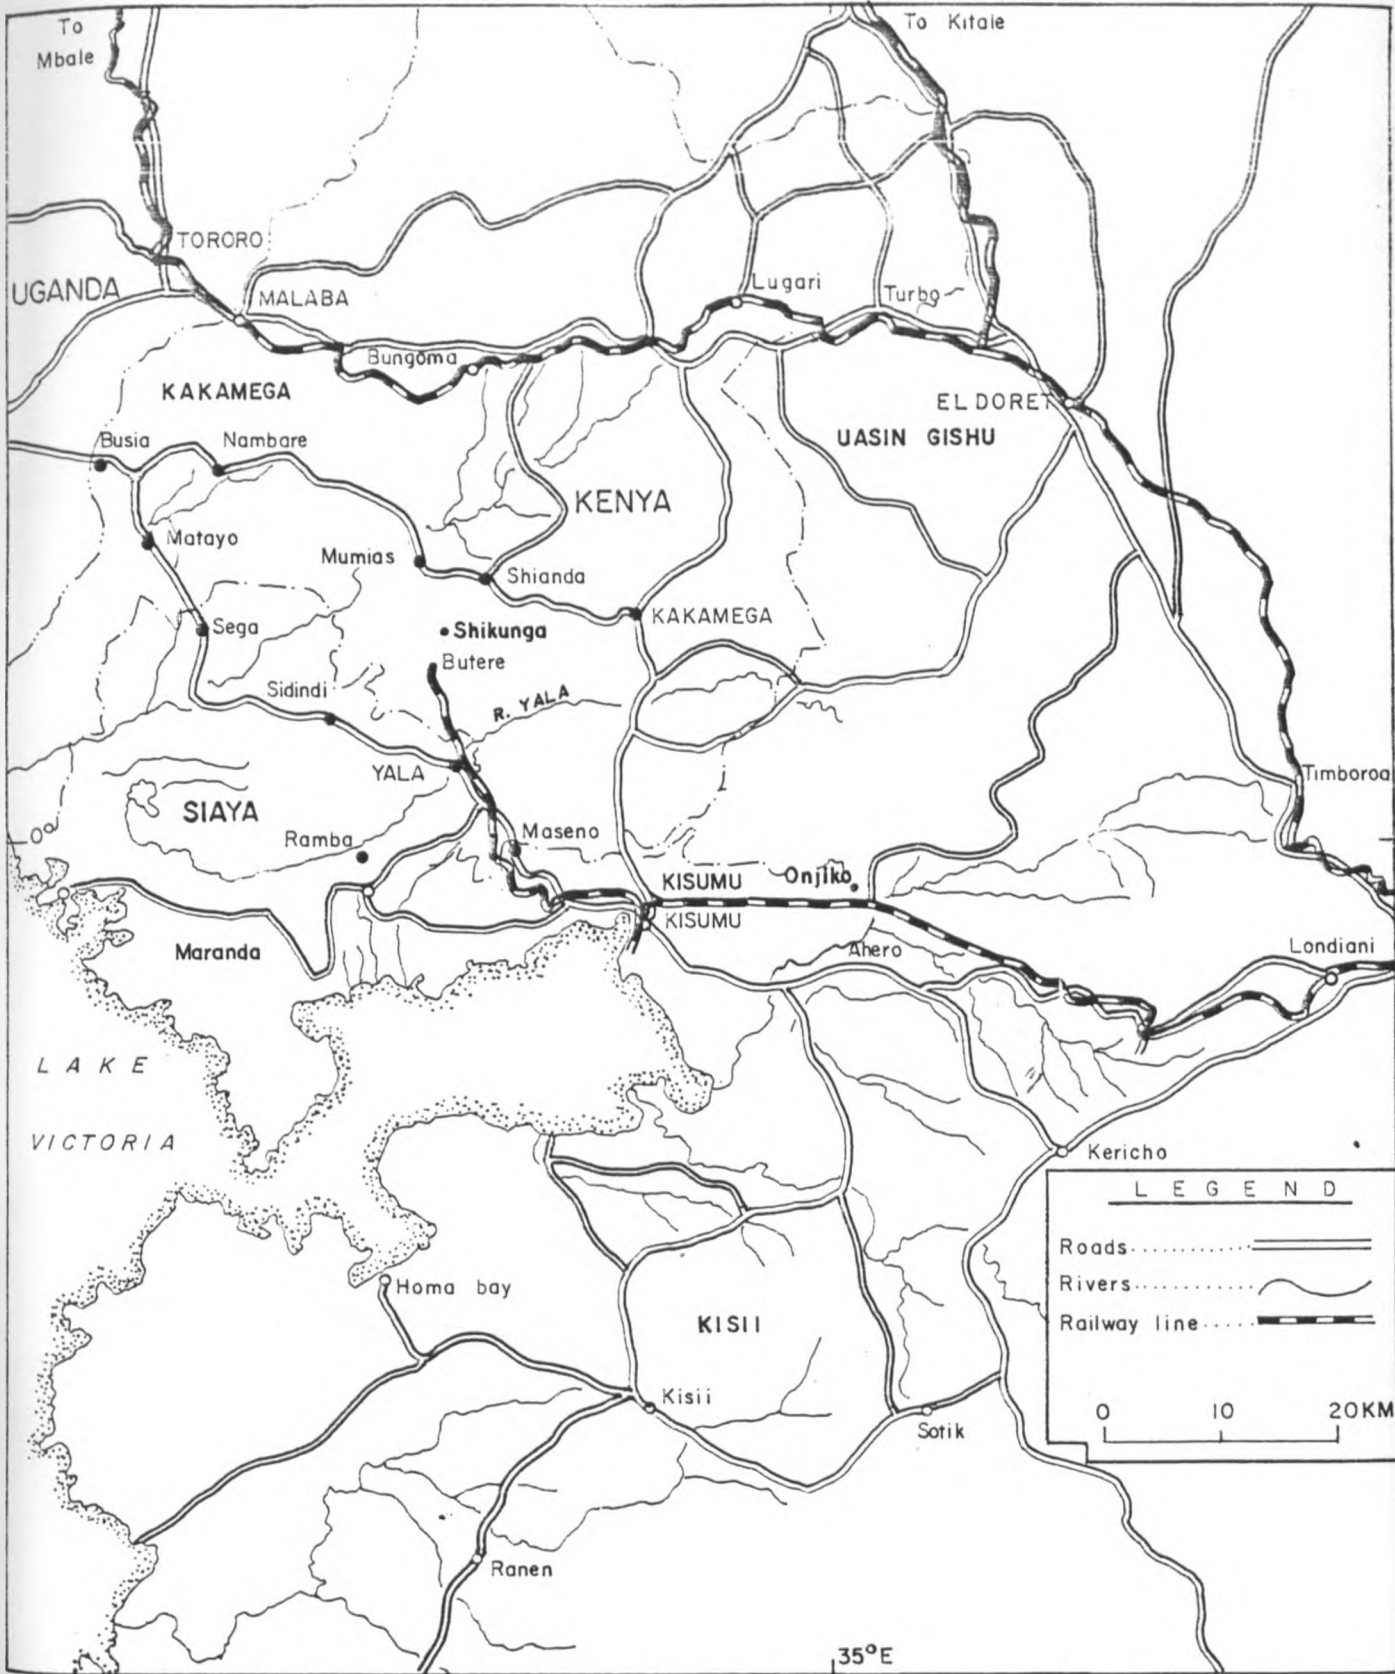 To
Mbale
To Kitale
TORORO
UGANDA
MALABA
Lugari
Turbo
Bungoma
KAKAMEGA
EL DORET
UASIN GISHU
Busia
Nambare
KENYA
Matayo
Mumias
Shianda
KAKAMEGA
Sega
Shikunga
Butere
Sidindi
R. YALA
YALA
Timboroa
SIAYA
0°
Ramba
Maseno
KISUMU
Onjiko
KISUMU
Maranda
Ahero
Londiani
LAKE
VICTORIA
Kericho
LEGEND
Roads
Rivers
Railway line
Homa bay
KISII
Kisii
Sotik
0 10 20KM
Ranen
35°E